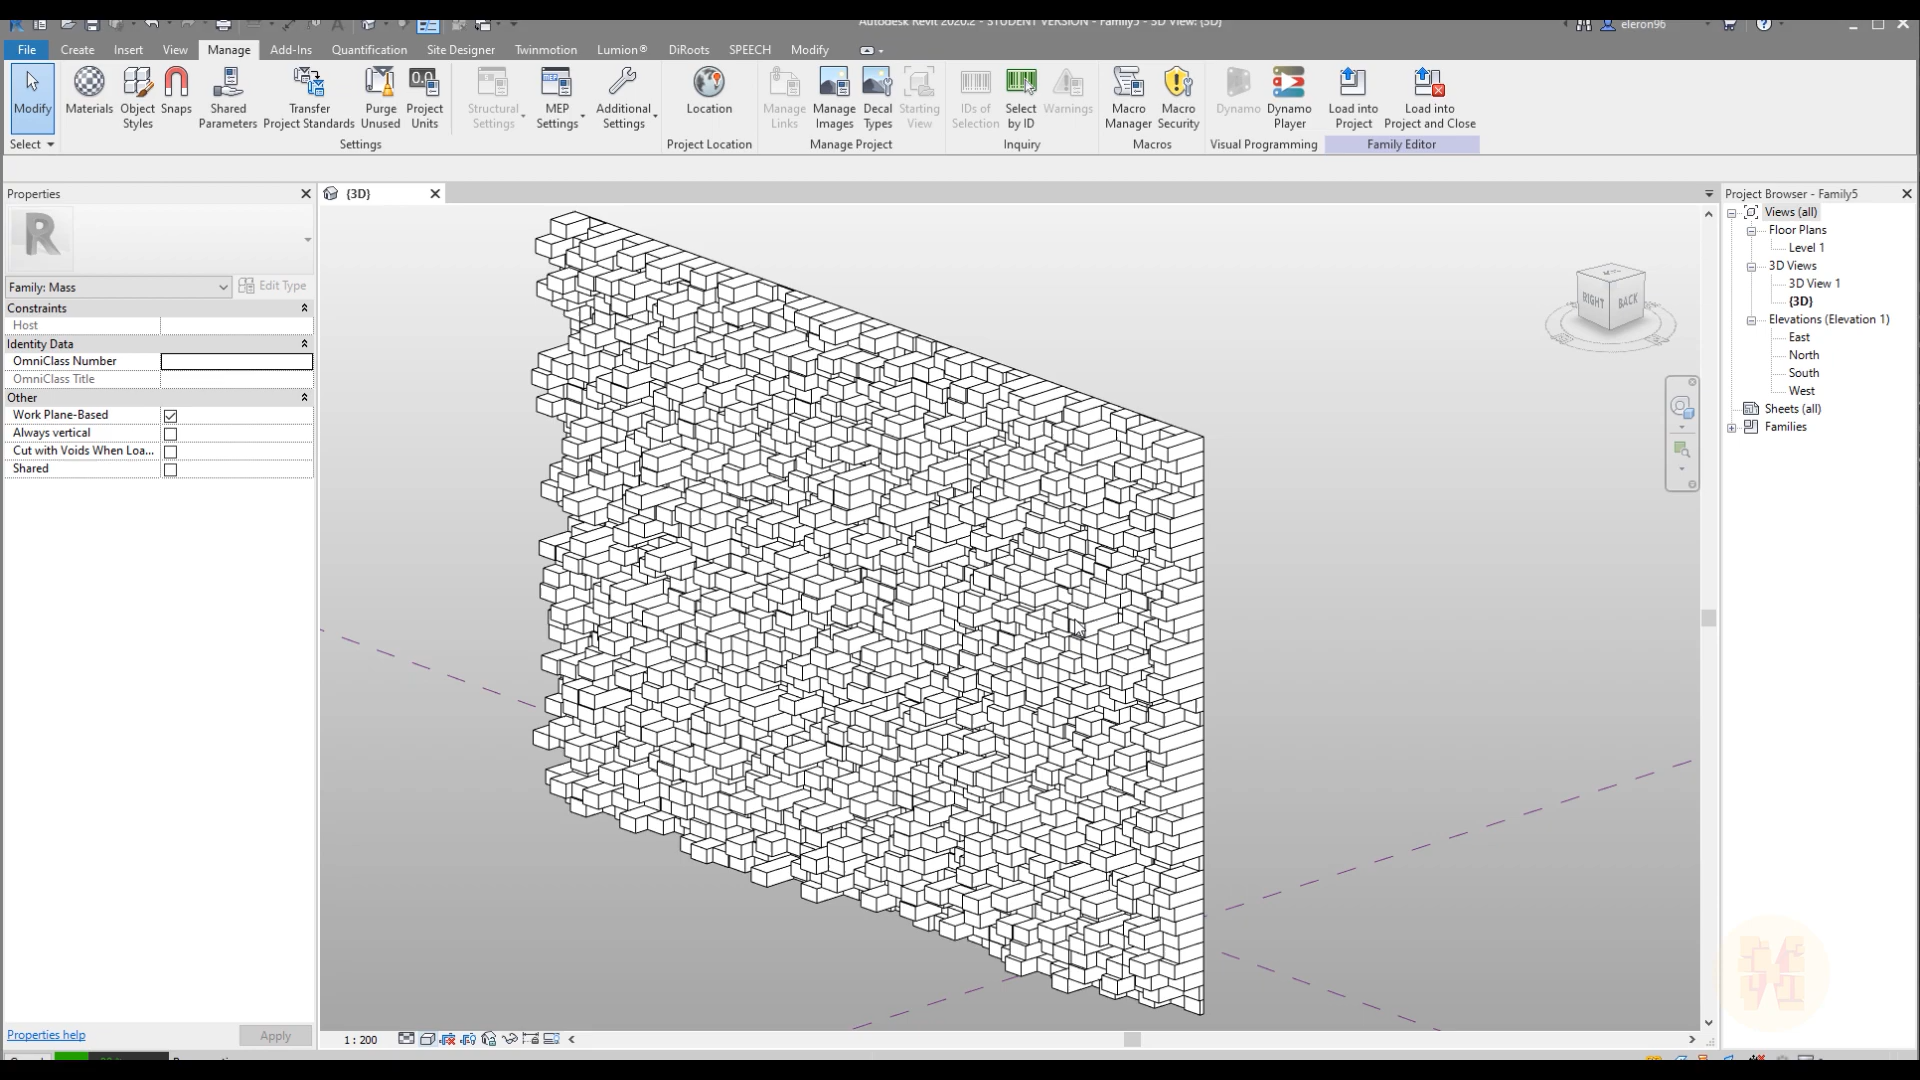 Autodesk Revit 2020.2 - STUDENT VERSION - Family5 - 3D View: {3D}
eleron96
File Create Insert View Manage Add-Ins Quantification Site Designer Twinmotion Lumion® DiRoots SPEECH Modify
Modify
Materials
Object Styles
Snaps
Shared Parameters
Transfer Project Standards
Purge Unused
Project Units
Structural Settings
MEP Settings
Additional Settings
Location
Manage Links
Manage Images
Decal Types
Starting View
IDs of Selection
Select by ID
Warnings
Macro Manager
Macro Security
Dynamo
Dynamo Player
Load into Project
Load into Project and Close
Select
Settings
Project Location
Manage Project
Inquiry
Macros
Visual Programming
Family Editor
Properties
R
Family: Mass
Edit Type
Constraints
Host
Identity Data
OmniClass Number
OmniClass Title
Other
Work Plane-Based
Always vertical
Cut with Voids When Loa...
Shared
Properties help
Apply
{3D}
RIGHT
BACK
1 : 200
Project Browser - Family5
Views (all)
Floor Plans
Level 1
3D Views
3D View 1
{3D}
Elevations (Elevation 1)
East
North
South
West
Sheets (all)
Families